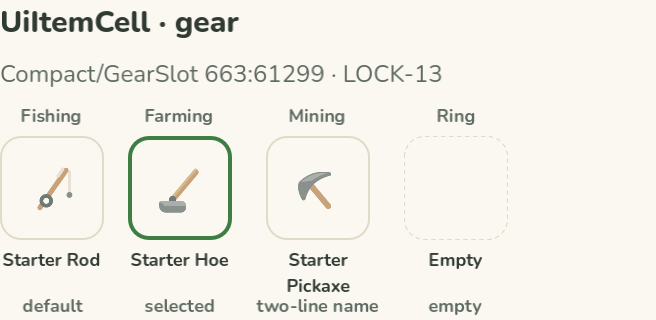 UiItemCell · gear
Compact/GearSlot 663:61299 · LOCK-13
Fishing Farming Mining Ring
Starter Rod Starter Hoe Starter Pickaxe Empty
default selected two-line name empty